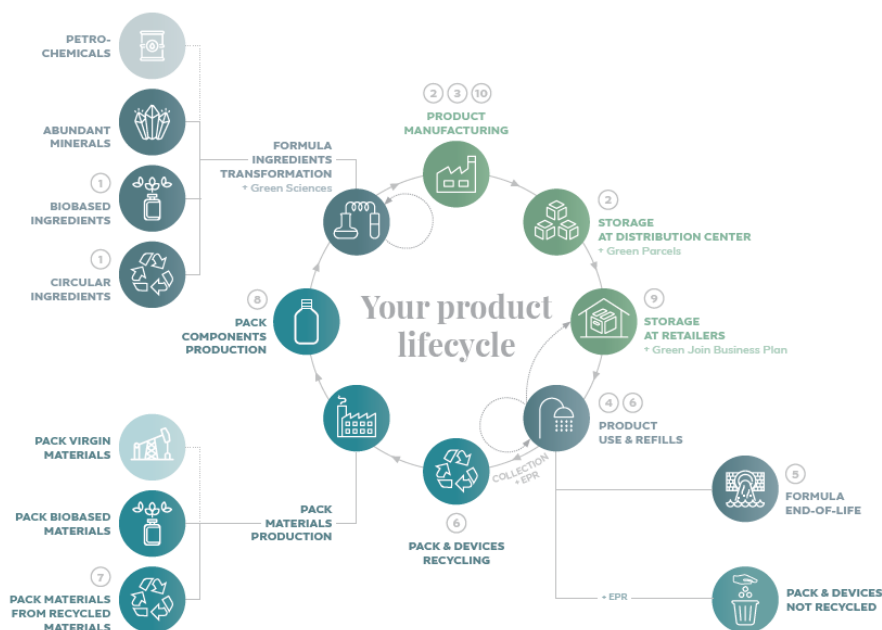 PETRO-
CHEMICALS
ABUNDANT
MINERALS
1
BIOBASED
INGREDIENTS
1
CIRCULAR
INGREDIENTS
FORMULA
INGREDIENTS
TRANSFORMATION
+ Green Sciences
2 3 10
PRODUCT
MANUFACTURING
2
STORAGE
AT DISTRIBUTION CENTER
+ Green Parcels
8
PACK
COMPONENTS
PRODUCTION
Your product
lifecycle
9
STORAGE
AT RETAILERS
+ Green Join Business Plan
4 6
PRODUCT
USE & REFILLS
COLLECTION
+ EPR
6
PACK & DEVICES
RECYCLING
PACK VIRGIN
MATERIALS
PACK BIOBASED
MATERIALS
7
PACK MATERIALS
FROM RECYCLED
MATERIALS
PACK
MATERIALS
PRODUCTION
5
FORMULA
END-OF-LIFE
+ EPR
PACK & DEVICES
NOT RECYCLED